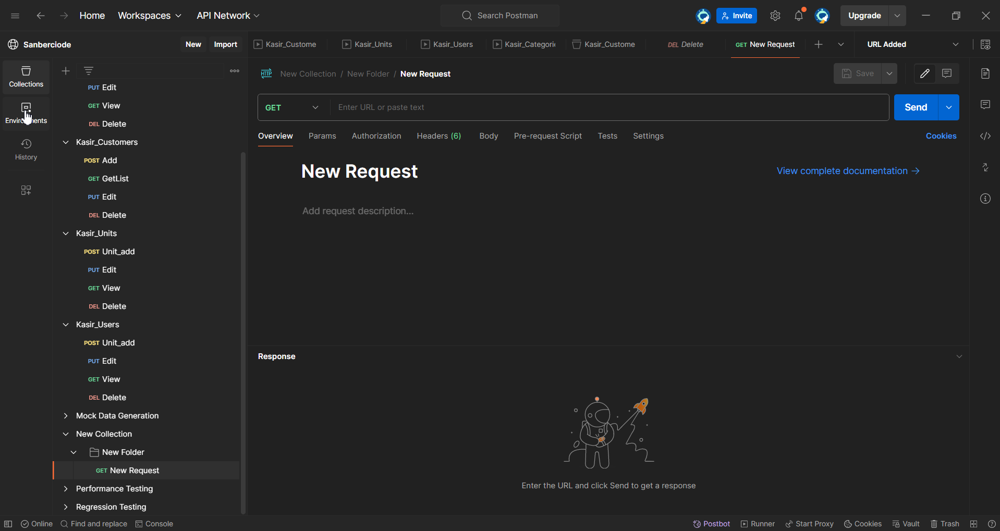 Home Workspaces API Network Search Postman Invite Upgrade
Sanberciode New Import Kasir_Custome Kasir_Units Kasir_Users Kasir_Categori Kasir_Custome DEL Delete GET New Request URL Added
HTTP New Collection / New Folder / New Request Save
Collections
PUT Edit
GET View
DEL Delete
Kasir_Customers
POST Add
GET GetList
PUT Edit
DEL Delete
Kasir_Units
POST Unit_add
PUT Edit
GET View
DEL Delete
Kasir_Users
POST Unit_add
PUT Edit
GET View
DEL Delete
Mock Data Generation
New Collection
New Folder
GET New Request
Performance Testing
Regression Testing
History
GET Enter URL or paste text Send
Overview Params Authorization Headers (6) Body Pre-request Script Tests Settings Cookies
New Request View complete documentation →
Add request description...
Response
Enter the URL and click Send to get a response
Online Find and replace Console Postbot Runner Start Proxy Cookies Vault Trash